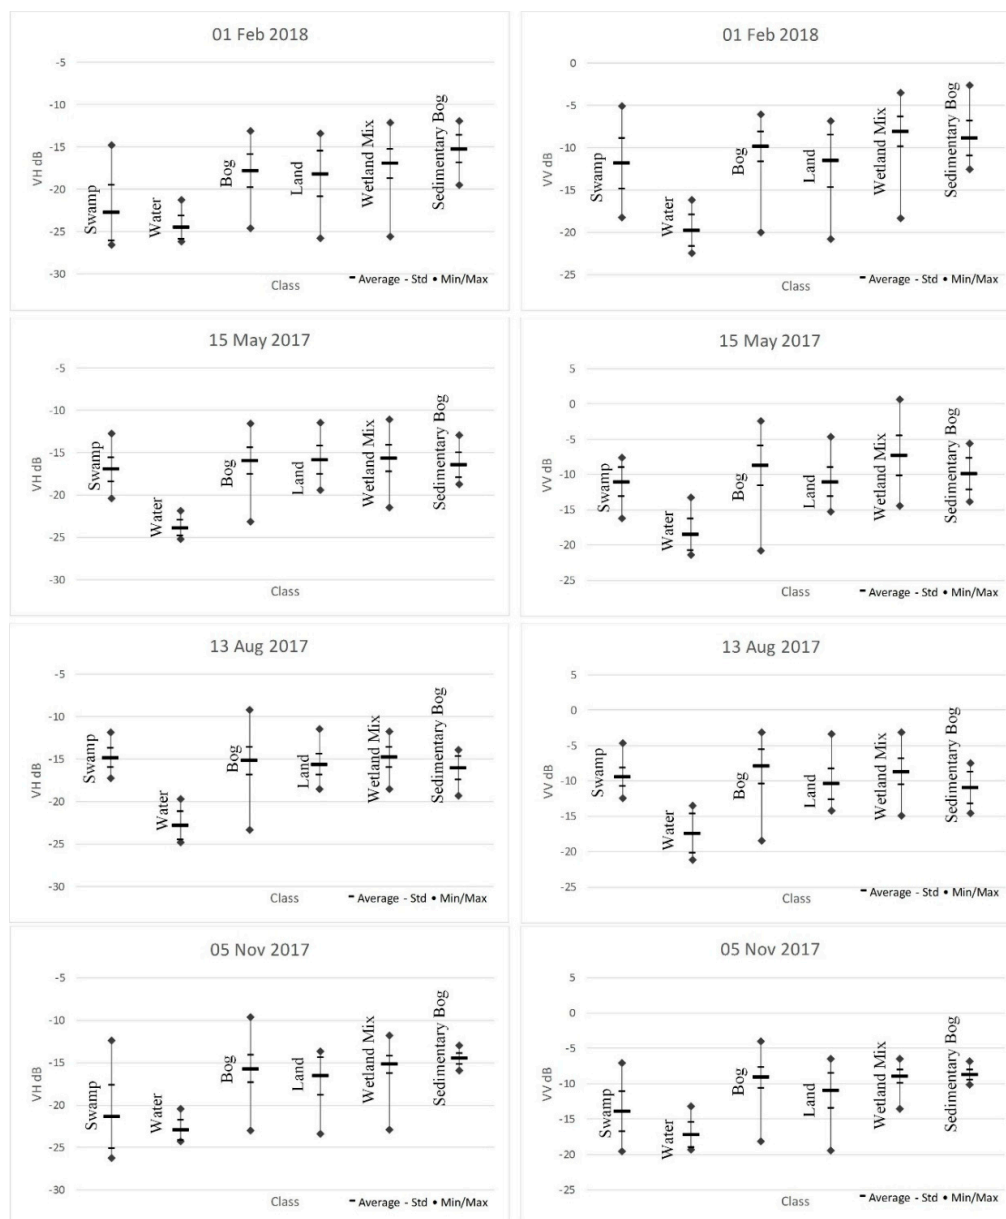 01 Feb 2018
-5
-10
-15
-20
-25
-30
VH dB
Swamp
Water
Bog
Land
Wetland Mix
Sedimentary Bog
Class
- Average - Std • Min/Max
01 Feb 2018
0
-5
-10
-15
-20
-25
VV dB
Swamp
Water
Bog
Land
Wetland Mix
Sedimentary Bog
Class
- Average - Std • Min/Max
15 May 2017
-5
-10
-15
-20
-25
-30
VH dB
Swamp
Water
Bog
Land
Wetland Mix
Sedimentary Bog
Class
- Average - Std • Min/Max
15 May 2017
5
0
-5
-10
-15
-20
-25
VV dB
Swamp
Water
Bog
Land
Wetland Mix
Sedimentary Bog
Class
- Average - Std • Min/Max
13 Aug 2017
-5
-10
-15
-20
-25
-30
VH dB
Swamp
Water
Bog
Land
Wetland Mix
Sedimentary Bog
Class
- Average - Std • Min/Max
13 Aug 2017
5
0
-5
-10
-15
-20
-25
VV dB
Swamp
Water
Bog
Land
Wetland Mix
Sedimentary Bog
Class
- Average - Std • Min/Max
05 Nov 2017
-5
-10
-15
-20
-25
-30
VH dB
Swamp
Water
Bog
Land
Wetland Mix
Sedimentary Bog
Class
- Average - Std • Min/Max
05 Nov 2017
5
0
-5
-10
-15
-20
-25
VV dB
Swamp
Water
Bog
Land
Wetland Mix
Sedimentary Bog
Class
- Average - Std • Min/Max